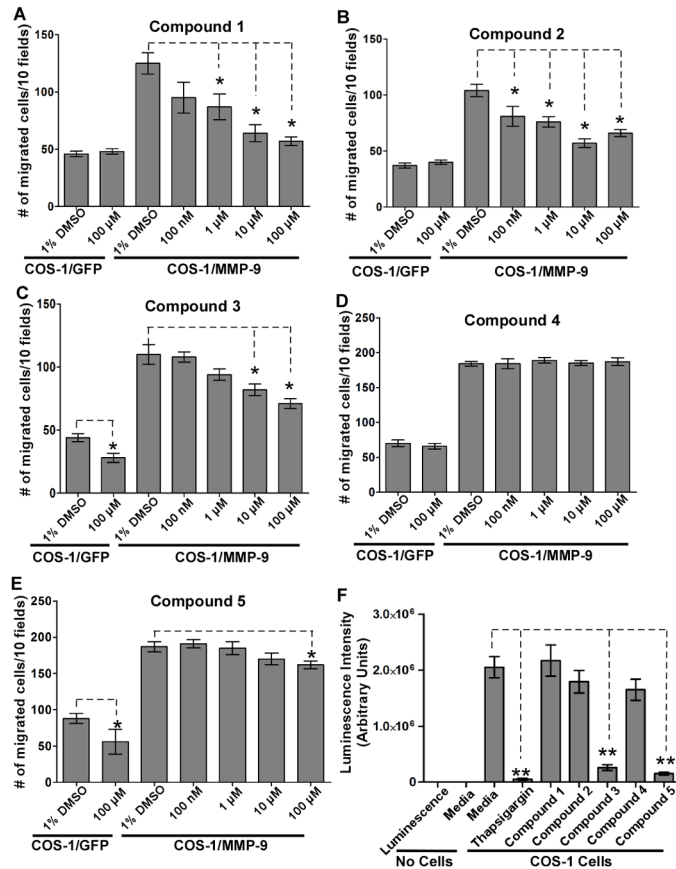 A
Compound 1
# of migrated cells/10 fields)
150
100
50
0
*
*
*
1% DMSO
100 µM
1% DMSO
100 nM
1 µM
10 µM
100 µM
COS-1/GFP
COS-1/MMP-9
B
Compound 2
# of migrated cells/10 fields)
150
100
50
0
*
*
*
*
1% DMSO
100 µM
1% DMSO
100 nM
1 µM
10 µM
100 µM
COS-1/GFP
COS-1/MMP-9
C
Compound 3
# of migrated cells/10 fields)
150
100
50
0
*
*
*
1% DMSO
100 µM
1% DMSO
100 nM
1 µM
10 µM
100 µM
COS-1/GFP
COS-1/MMP-9
D
Compound 4
# of migrated cells/10 fields)
250
200
150
100
50
0
1% DMSO
100 µM
1% DMSO
100 nM
1 µM
10 µM
100 µM
COS-1/GFP
COS-1/MMP-9
E
Compound 5
# of migrated cells/10 fields)
250
200
150
100
50
0
*
*
1% DMSO
100 µM
1% DMSO
100 nM
1 µM
10 µM
100 µM
COS-1/GFP
COS-1/MMP-9
F
Luminescence Intensity
(Arbitrary Units)
3.0×10⁶
2.0×10⁶
1.0×10⁶
0
**
**
**
Luminescence
Media
Media
Thapsigargin
Compound 1
Compound 2
Compound 3
Compound 4
Compound 5
No Cells
COS-1 Cells